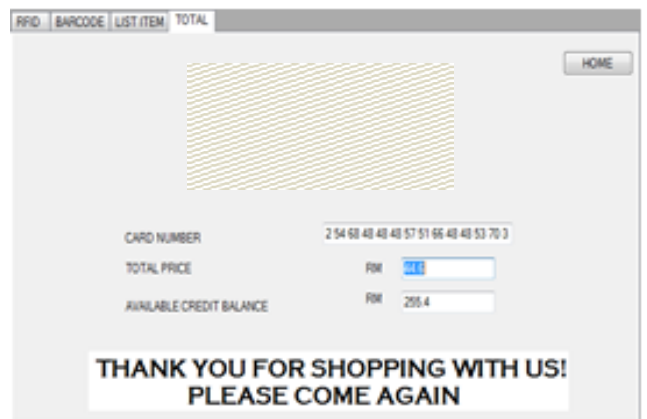 RFID BARCODE LIST ITEM TOTAL
HOME
CARD NUMBER 2 54 68 48 48 48 57 51 66 48 48 53 70 3
TOTAL PRICE RM 44.6
AVAILABLE CREDIT BALANCE RM 255.4
THANK YOU FOR SHOPPING WITH US!
PLEASE COME AGAIN